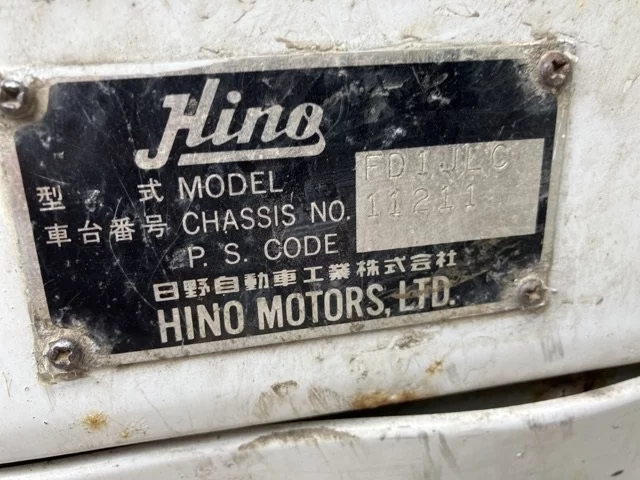 Hino
型 式 MODEL FD1JLC
車台番号 CHASSIS NO. 11211
P. S. CODE
日野自動車工業株式会社
HINO MOTORS, LTD.